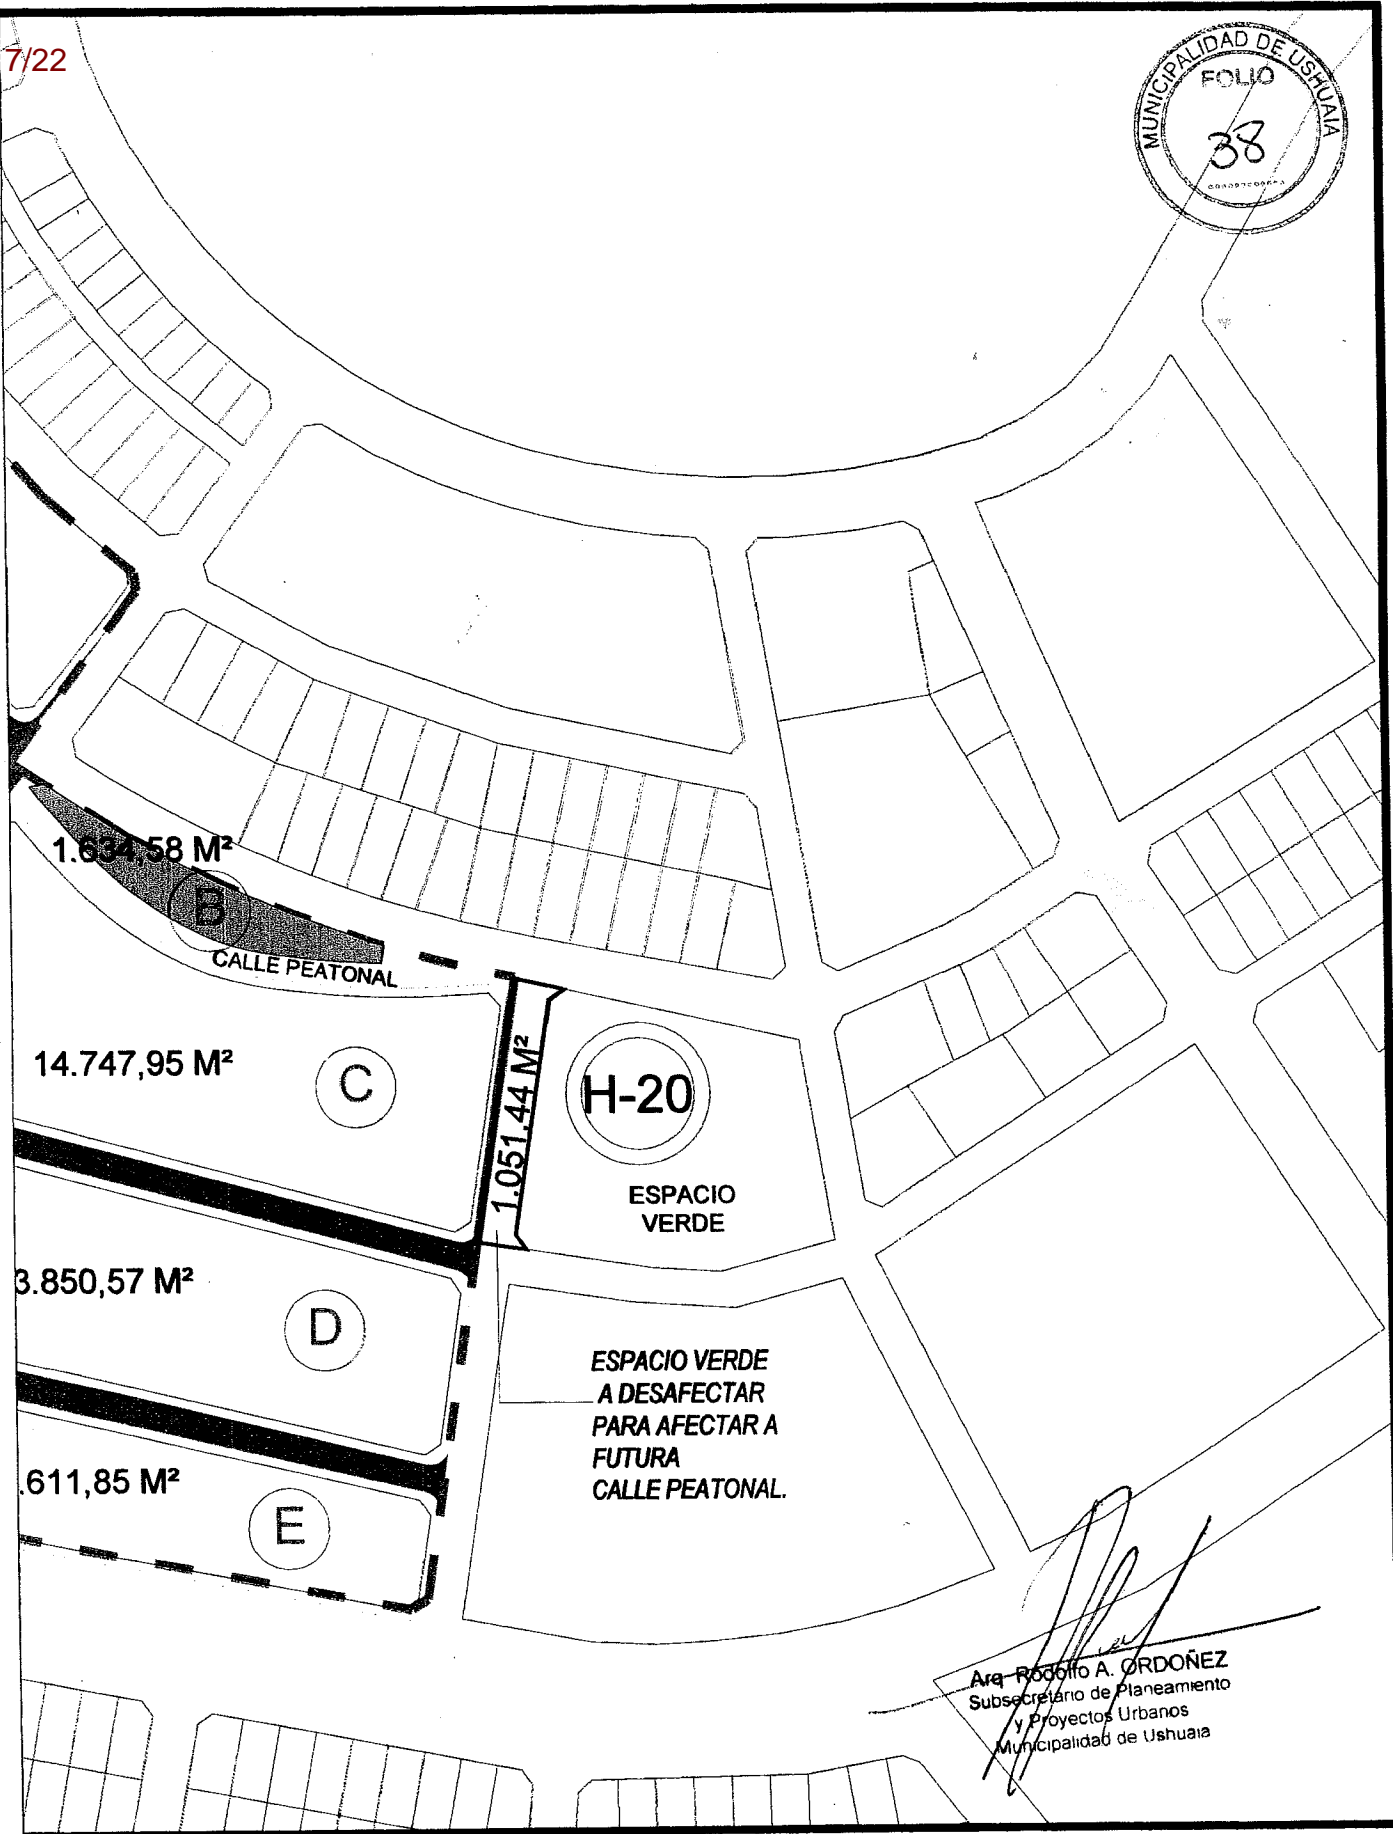 7/22
MUNICIPALIDAD DE USHUAIA
FOLIO
38
1.634,58 M²
B
CALLE PEATONAL
14.747,95 M²
C
1.051.44 M²
H-20
ESPACIO
VERDE
3.850,57 M²
D
ESPACIO VERDE
A DESAFECTAR
PARA AFECTAR A
FUTURA
CALLE PEATONAL.
.611,85 M²
E
Arq Rodolfo A. ORDOÑEZ
Subsecretario de Planeamiento
y Proyectos Urbanos
Municipalidad de Ushuaia